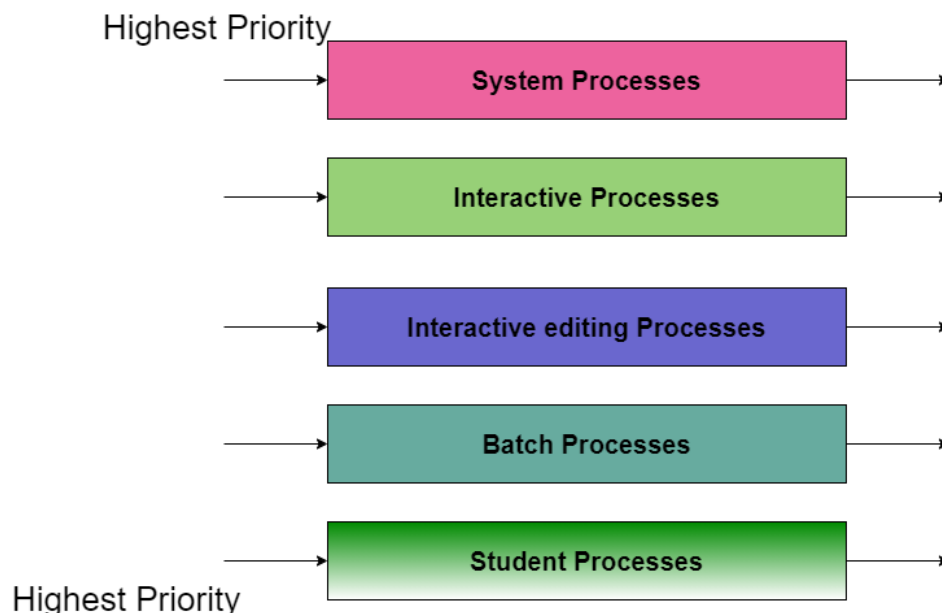 Highest Priority
System Processes
Interactive Processes
Interactive editing Processes
Batch Processes
Student Processes
Highest Priority